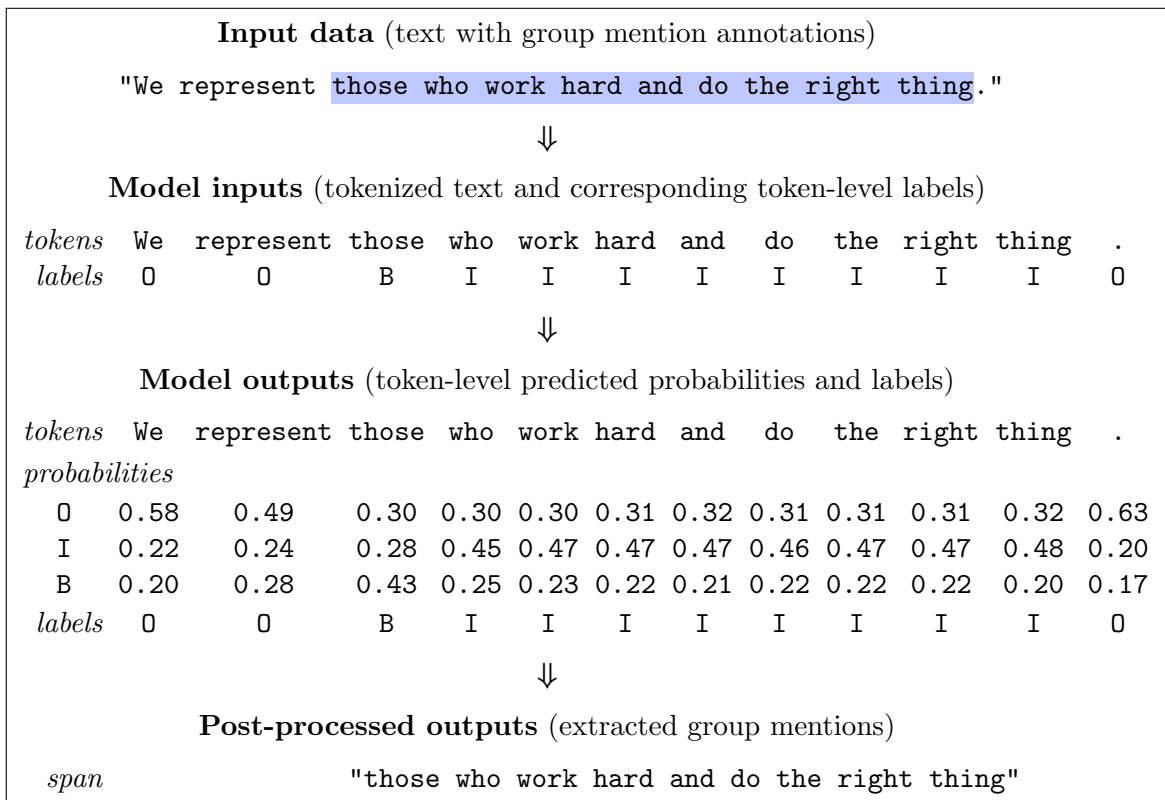 Input data (text with group mention annotations)
"We represent those who work hard and do the right thing."
⇓
Model inputs (tokenized text and corresponding token-level labels)
tokens We represent those who work hard and do the right thing .
labels O O B I I I I I I I I O
⇓
Model outputs (token-level predicted probabilities and labels)
tokens We represent those who work hard and do the right thing .
probabilities
O 0.58 0.49 0.30 0.30 0.30 0.31 0.32 0.31 0.31 0.31 0.32 0.63
I 0.22 0.24 0.28 0.45 0.47 0.47 0.47 0.46 0.47 0.47 0.48 0.20
B 0.20 0.28 0.43 0.25 0.23 0.22 0.21 0.22 0.22 0.22 0.20 0.17
labels O O B I I I I I I I I O
⇓
Post-processed outputs (extracted group mentions)
span "those who work hard and do the right thing"